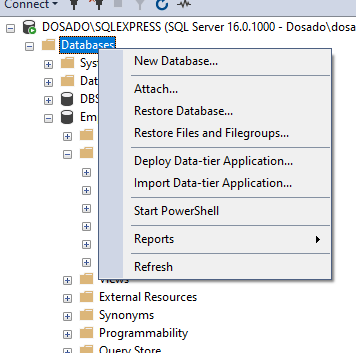 Connect
DOSADO\SQLEXPRESS (SQL Server 16.0.1000 - Dosado\dosa
Databases
Sys
Dat
DBS
Em
New Database...
Attach...
Restore Database...
Restore Files and Filegroups...
Deploy Data-tier Application...
Import Data-tier Application...
Start PowerShell
Reports
Refresh
Views
External Resources
Synonyms
Programmability
Query Store